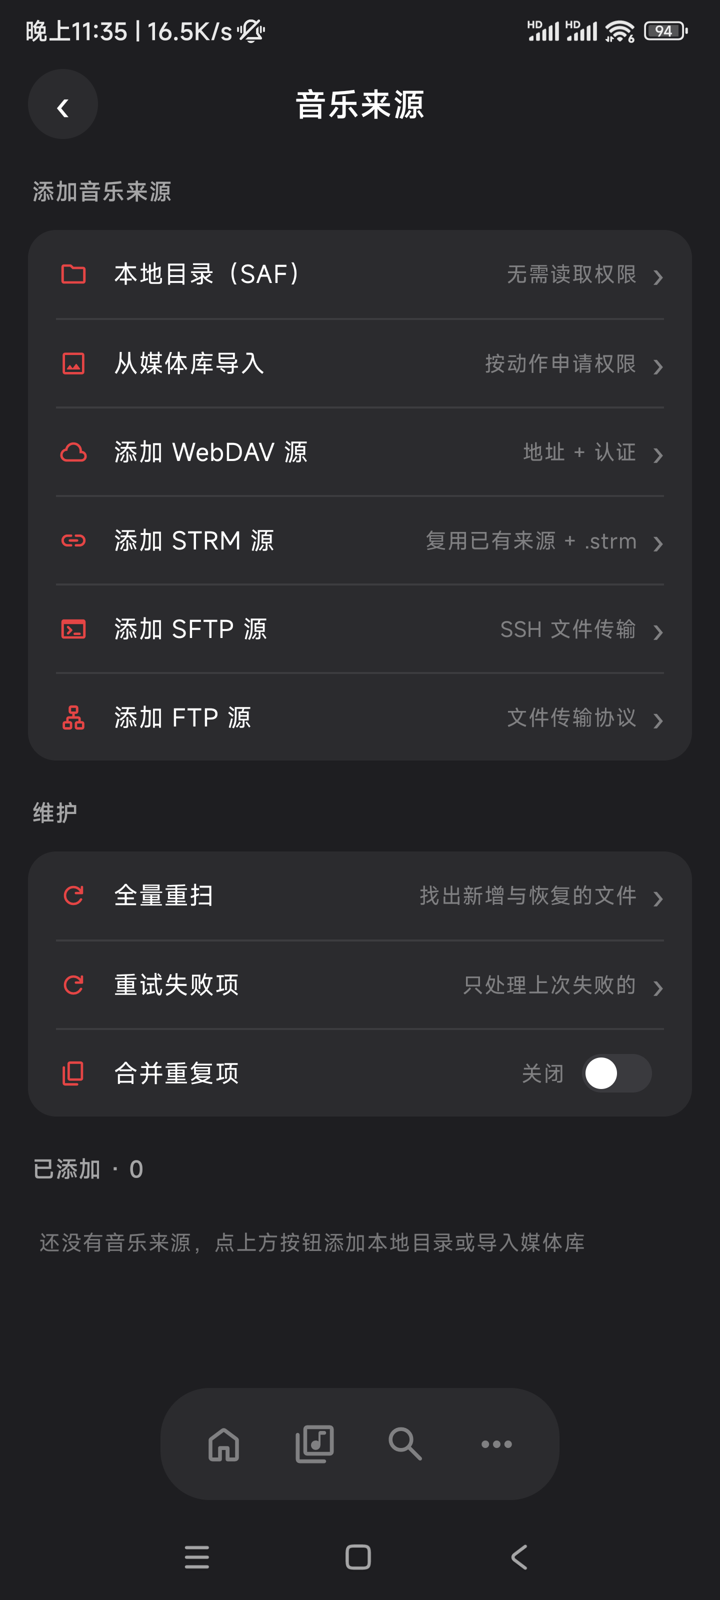 晚上11:35 | 16.5K/s
HD HD 6 94
音乐来源
添加音乐来源
本地目录（SAF） 无需读取权限
从媒体库导入 按动作申请权限
添加 WebDAV 源 地址 + 认证
添加 STRM 源 复用已有来源 + .strm
添加 SFTP 源 SSH 文件传输
添加 FTP 源 文件传输协议
维护
全量重扫 找出新增与恢复的文件
重试失败项 只处理上次失败的
合并重复项 关闭
已添加 · 0
还没有音乐来源，点上方按钮添加本地目录或导入媒体库